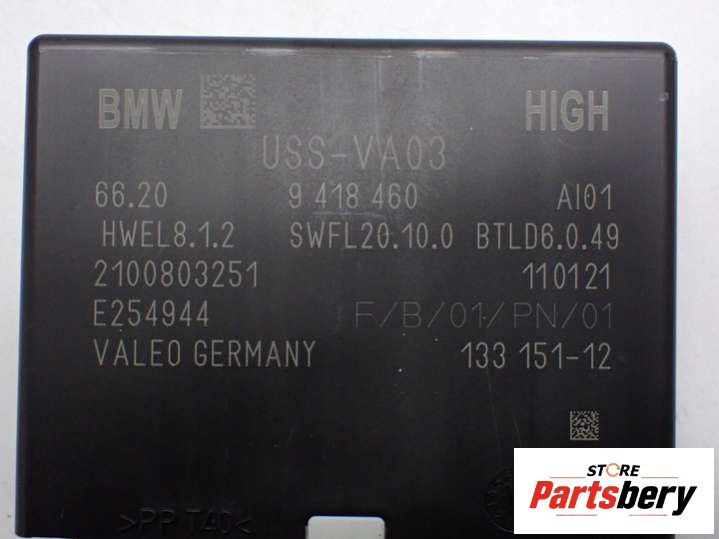 BMW HIGH
USS-VA03
66.20 9 418 460 AI01
HWEL8.1.2 SWFL20.10.0 BTLD6.0.49
2100803251 110121
E254944 F/B/01/PN/01
VALEO GERMANY 133 151-12
>PP T40<
STORE
Partsbery